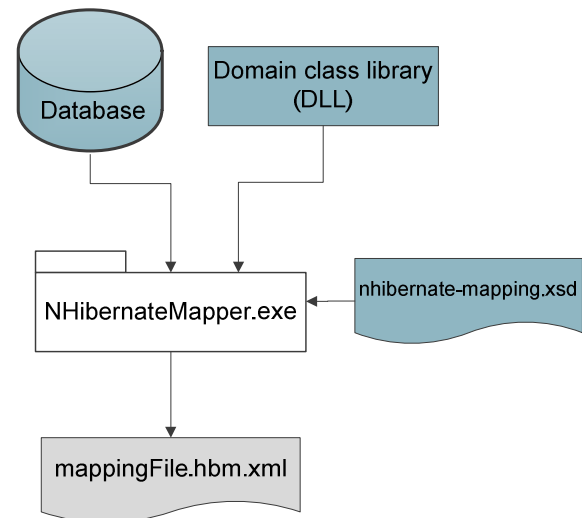 Database
Domain class library
(DLL)
NHibernateMapper.exe
nhibernate-mapping.xsd
mappingFile.hbm.xml